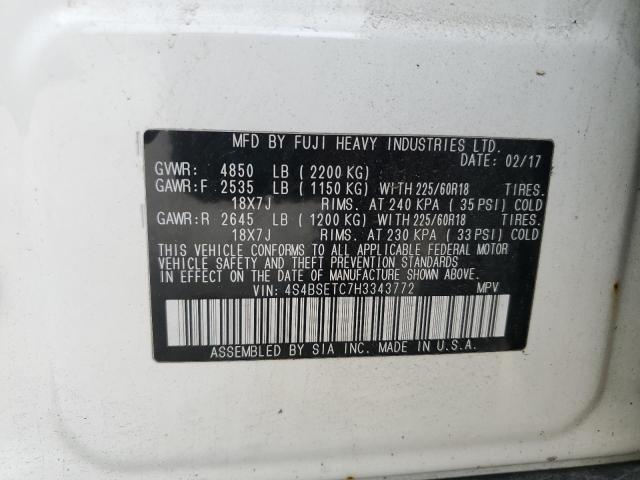 MFD BY FUJI HEAVY INDUSTRIES LTD.
DATE: 02/17
GVWR: 4850 LB (2200 KG)
GAWR:F 2535 LB (1150 KG) WITH 225/60R18 TIRES.
18X7J RIMS. AT 240 KPA (35 PSI) COLD
GAWR:R 2645 LB (1200 KG) WITH 225/60R18 TIRES.
18X7J RIMS. AT 230 KPA (33 PSI) COLD
THIS VEHICLE CONFORMS TO ALL APPLICABLE FEDERAL MOTOR
VEHICLE SAFETY AND THEFT PREVENTION STANDARDS
IN EFFECT ON THE DATE OF MANUFACTURE SHOWN ABOVE.
VIN: 4S4BSETC7H3343772 MPV
ASSEMBLED BY SIA INC. MADE IN U.S.A.